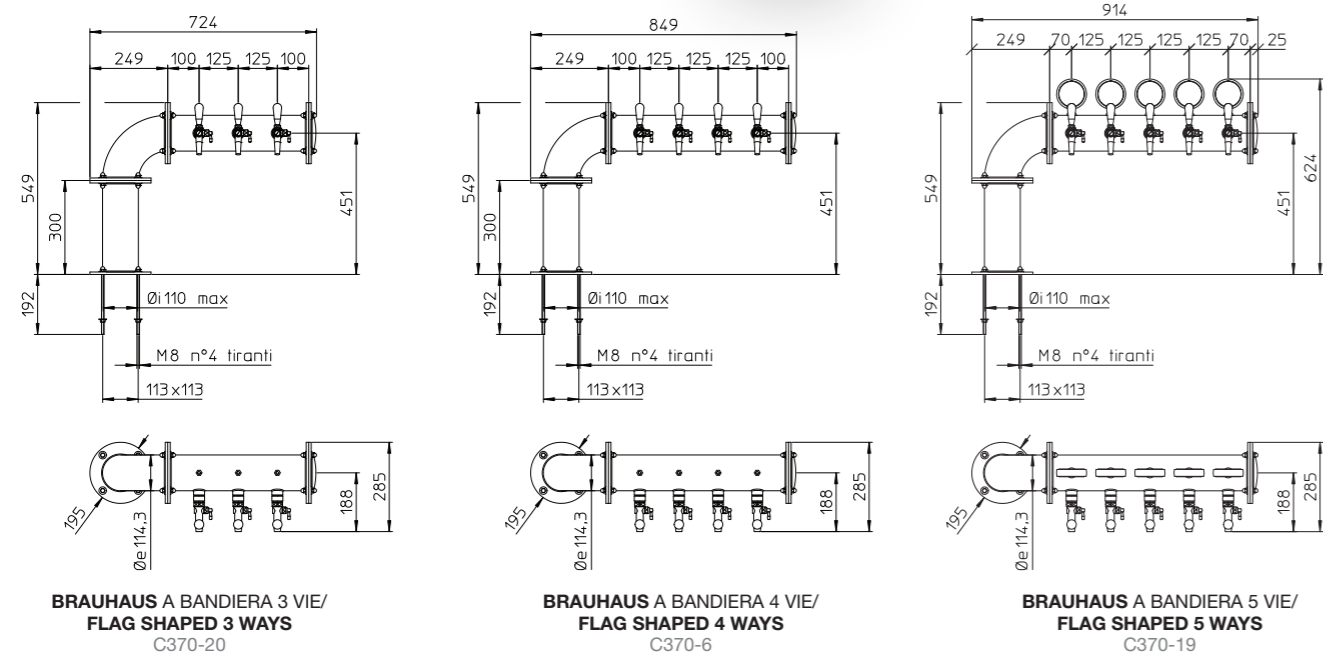 724
249
100
125
125
100
549
300
451
192
Øi 110 max
M8 n°4 tiranti
113x113
195
Øe 114,3
188
285
BRAUHAUS A BANDIERA 3 VIE/
FLAG SHAPED 3 WAYS
C370-20
849
249
100
125
125
125
100
549
300
451
192
Øi 110 max
M8 n°4 tiranti
113x113
195
Øe 114,3
188
285
BRAUHAUS A BANDIERA 4 VIE/
FLAG SHAPED 4 WAYS
C370-6
914
249
70
125
125
125
125
70
25
549
451
624
192
Øi 110 max
M8 n°4 tiranti
113x113
195
Øe 114,3
188
285
BRAUHAUS A BANDIERA 5 VIE/
FLAG SHAPED 5 WAYS
C370-19